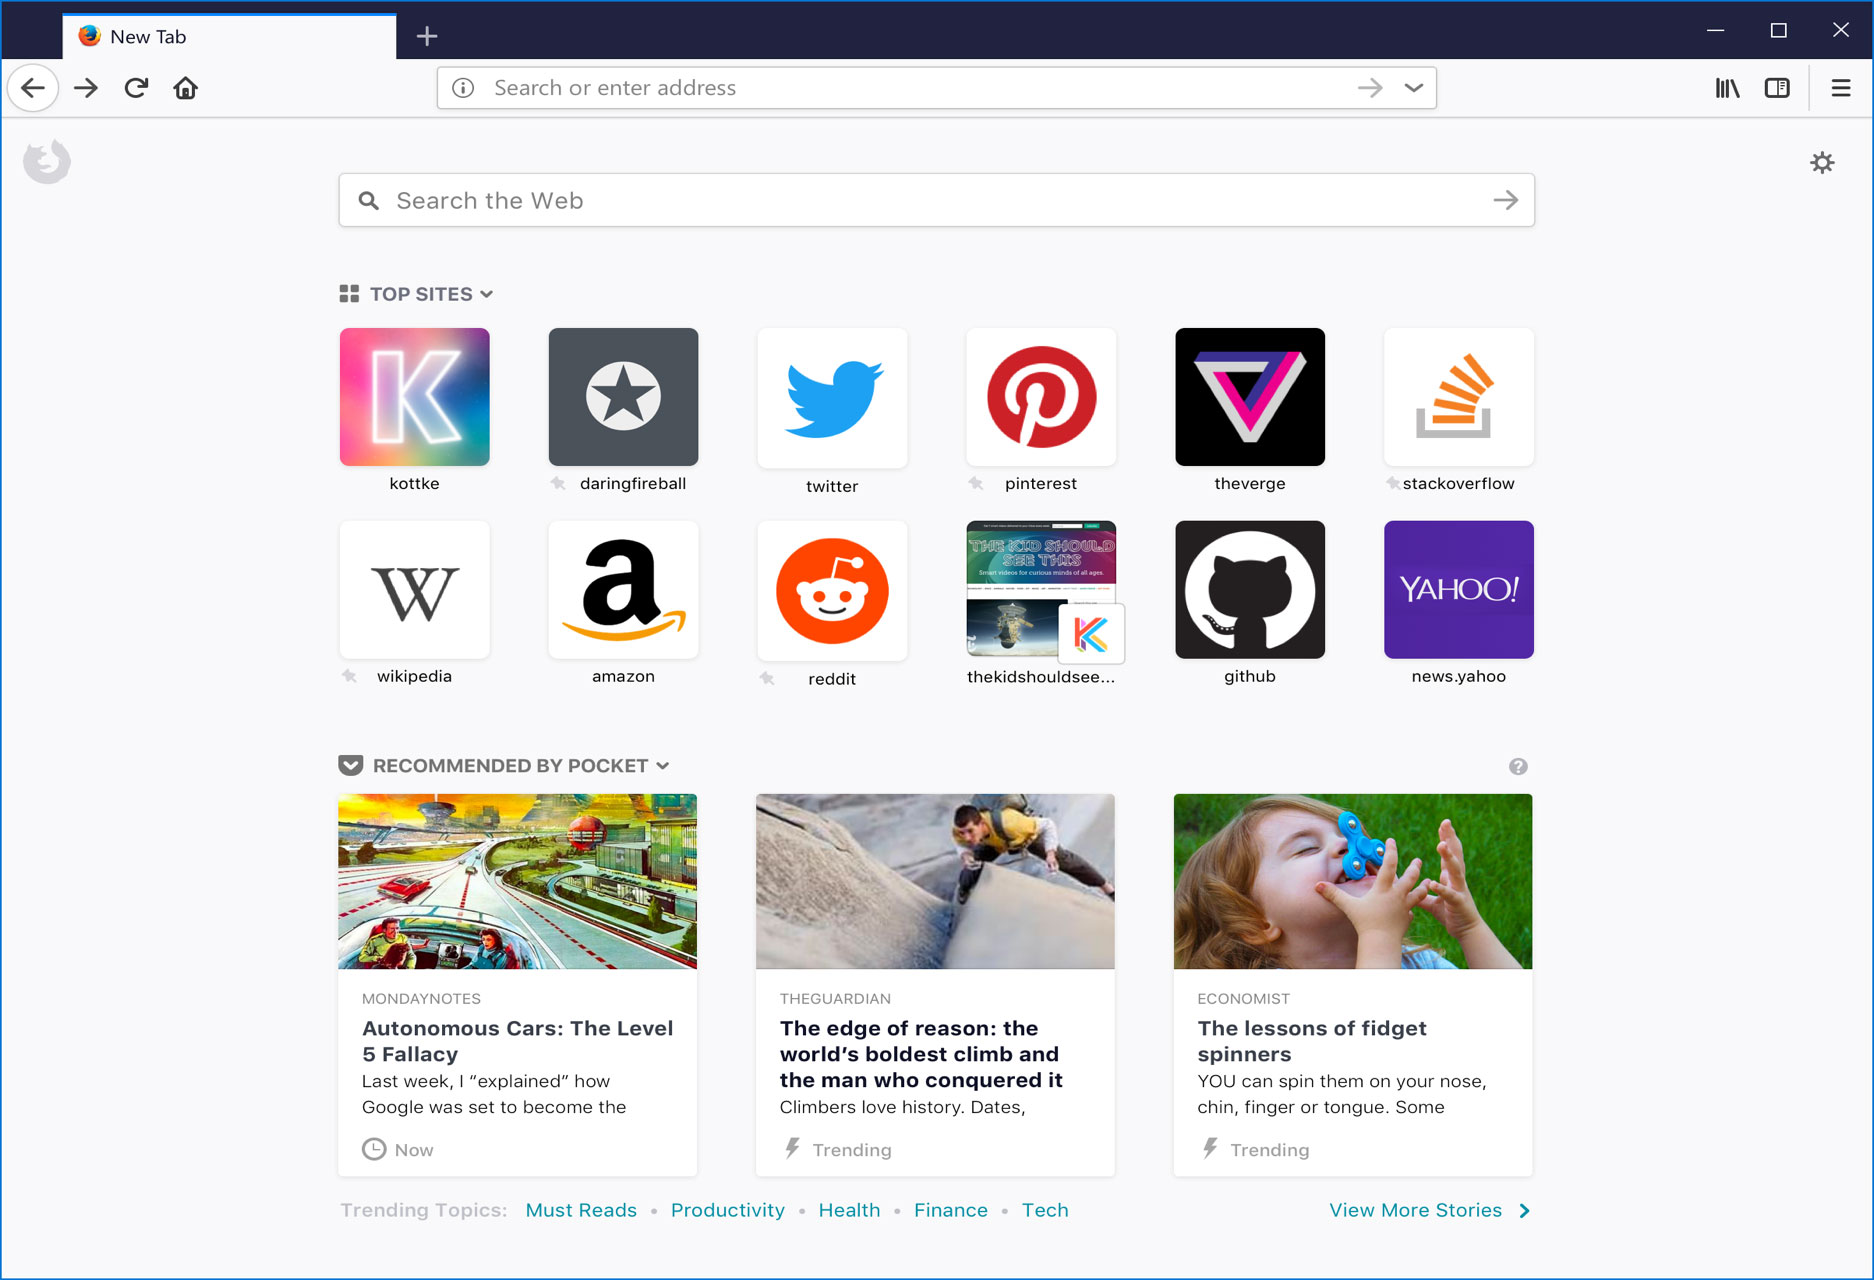 New Tab
Search or enter address
Search the Web
TOP SITES
kottke
daringfireball
twitter
pinterest
theverge
stackoverflow
YAHOO!
THE KID SHOULD
SEE THIS
Smart videos for curious minds of all ages.
wikipedia
amazon
reddit
thekidshouldsee...
github
news.yahoo
RECOMMENDED BY POCKET
MONDAYNOTES
Autonomous Cars: The Level
5 Fallacy
Last week, I “explained” how
Google was set to become the
Now
THEGUARDIAN
The edge of reason: the
world’s boldest climb and
the man who conquered it
Climbers love history. Dates,
Trending
ECONOMIST
The lessons of fidget
spinners
YOU can spin them on your nose,
chin, finger or tongue. Some
Trending
Trending Topics: Must Reads • Productivity • Health • Finance • Tech
View More Stories